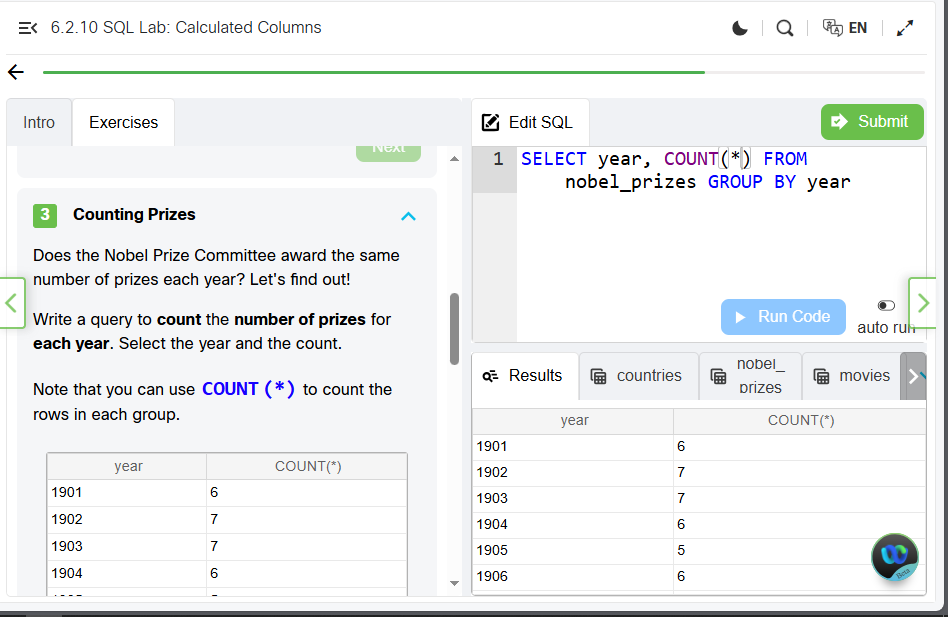 6.2.10 SQL Lab: Calculated Columns
EN
Intro
Exercises
Next
3 Counting Prizes
Does the Nobel Prize Committee award the same
number of prizes each year? Let's find out!
Write a query to count the number of prizes for
each year. Select the year and the count.
Note that you can use COUNT(*) to count the
rows in each group.
year COUNT(*)
1901 6
1902 7
1903 7
1904 6
Edit SQL
Submit
1 SELECT year, COUNT(*) FROM
nobel_prizes GROUP BY year
Run Code
auto run
Results
countries
nobel_
prizes
movies
year COUNT(*)
1901 6
1902 7
1903 7
1904 6
1905 5
1906 6
Beta